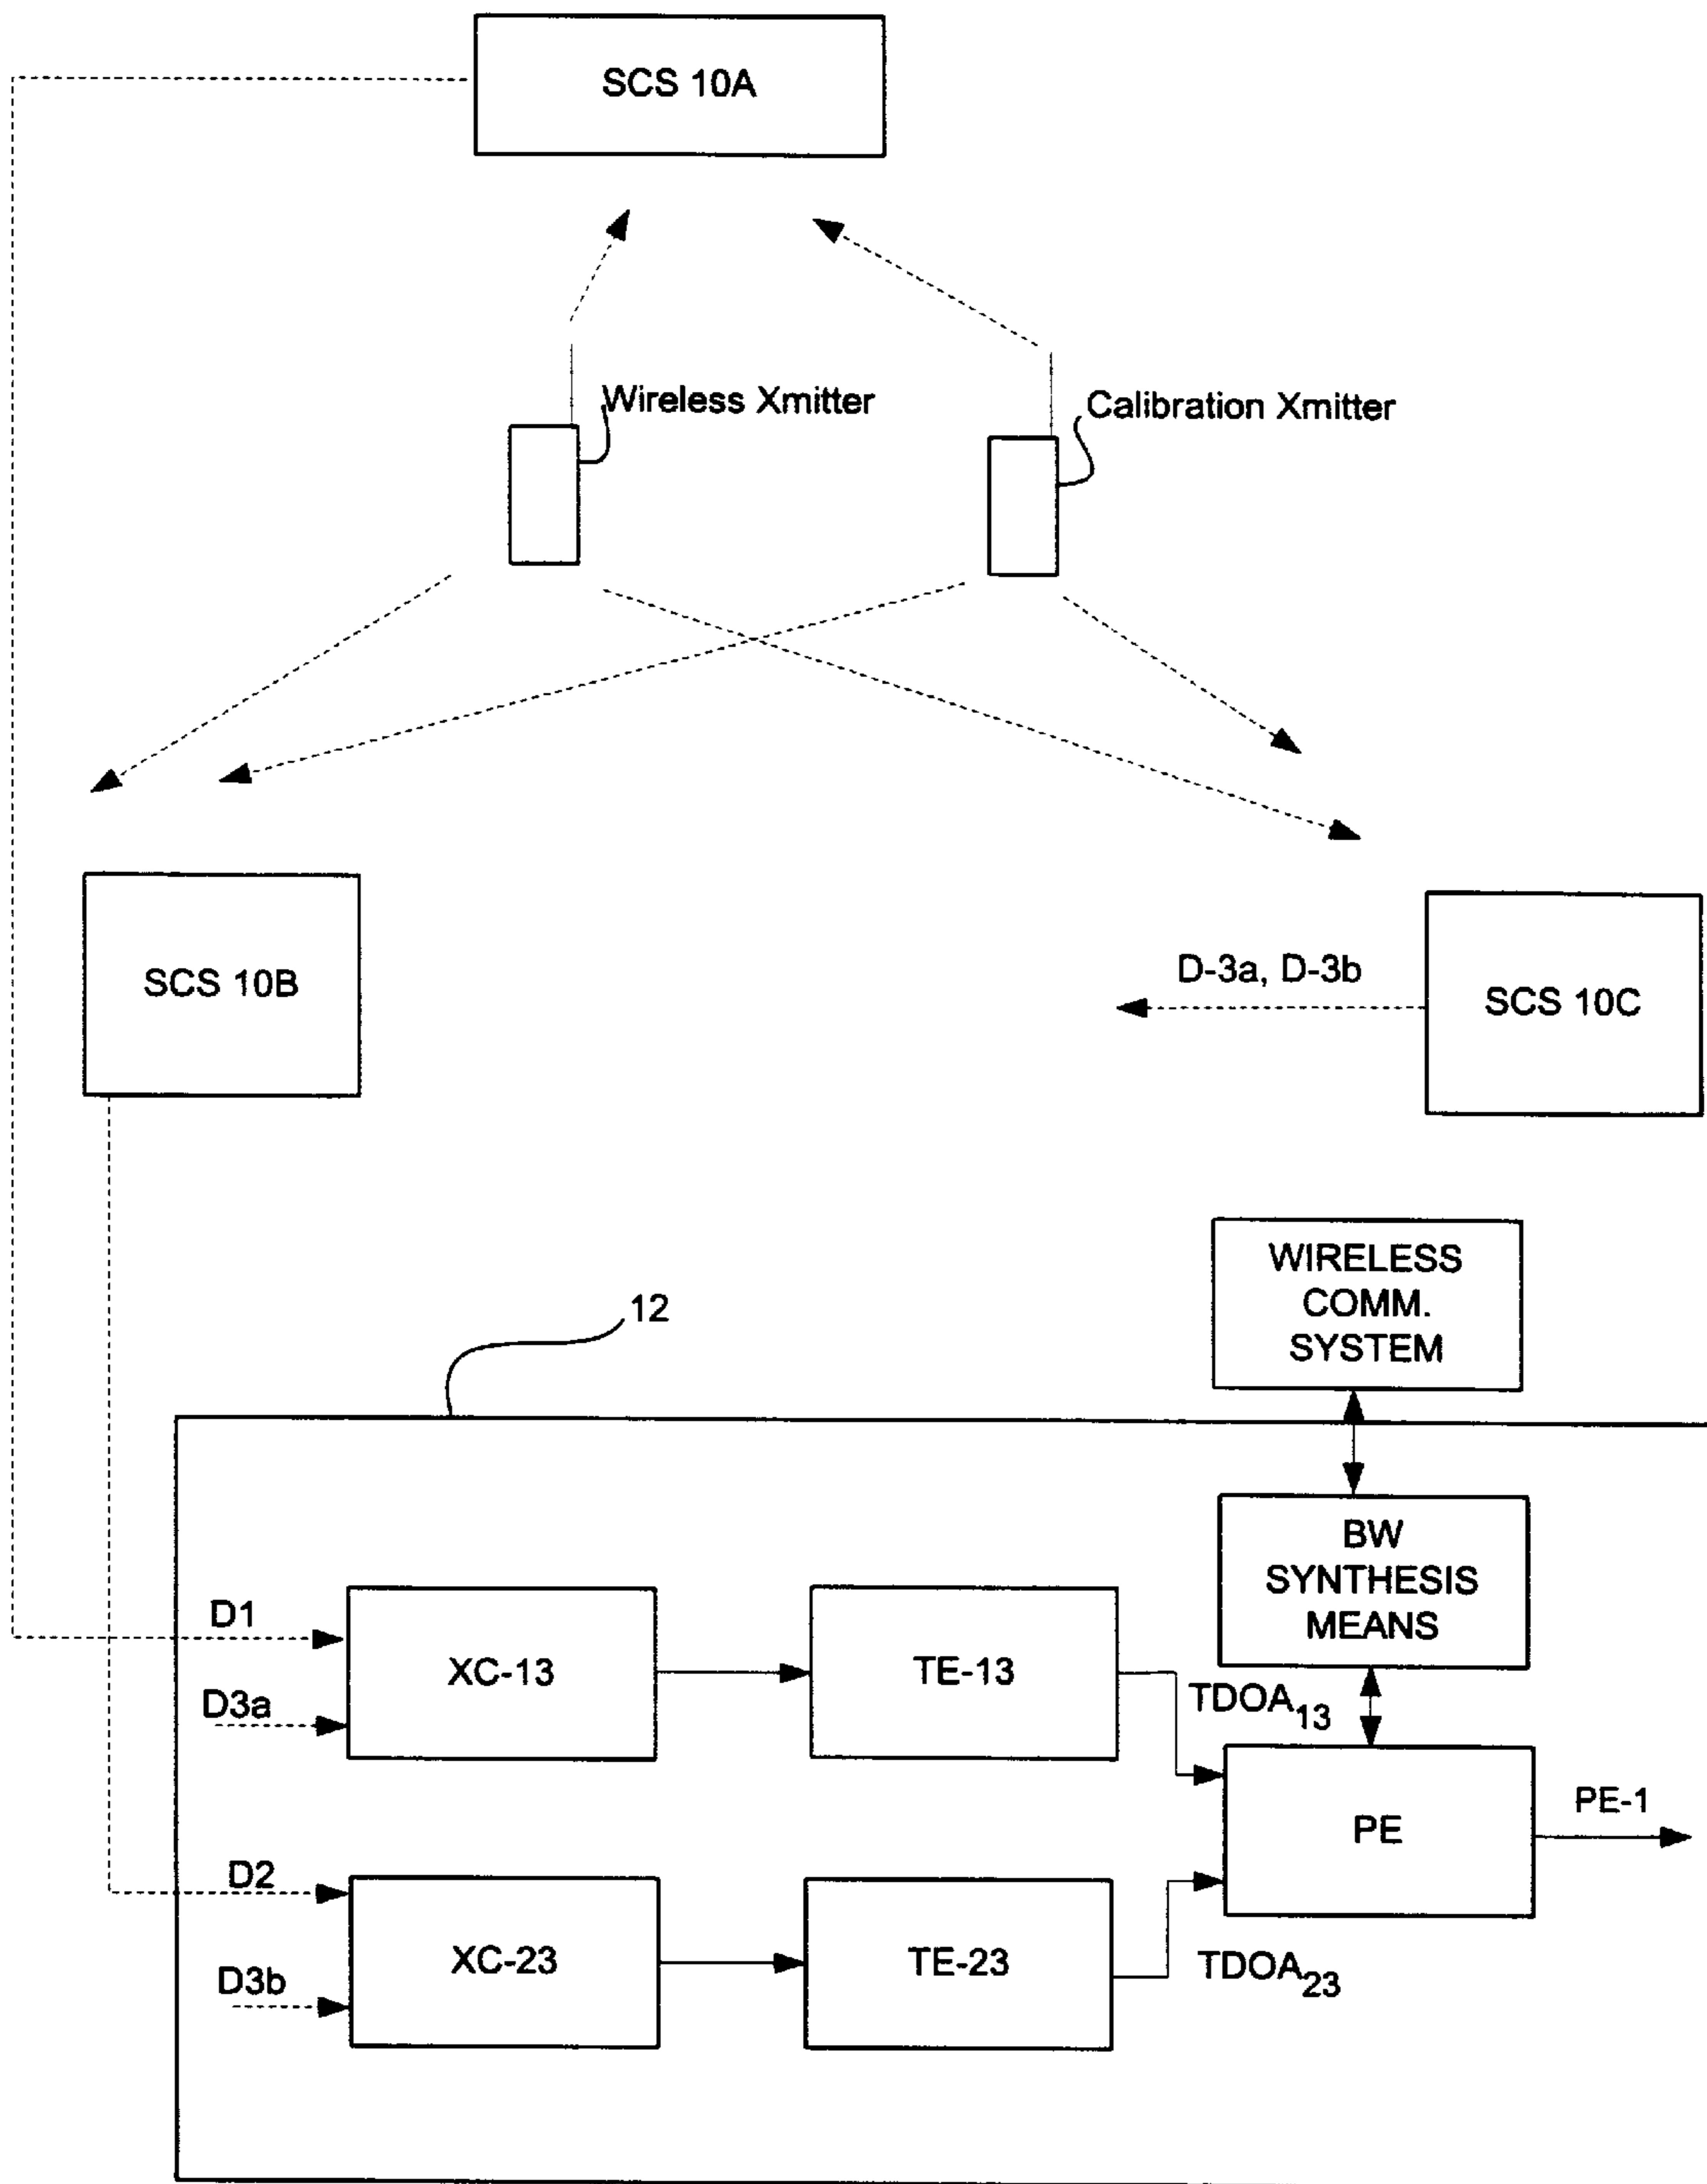 SCS 10A
Wireless Xmitter
Calibration Xmitter
SCS 10B
D-3a, D-3b
SCS 10C
WIRELESS
COMM.
SYSTEM
12
BW
SYNTHESIS
MEANS
D1
XC-13
TE-13
D3a
TDOA13
PE-1
PE
D2
XC-23
TE-23
D3b
TDOA23